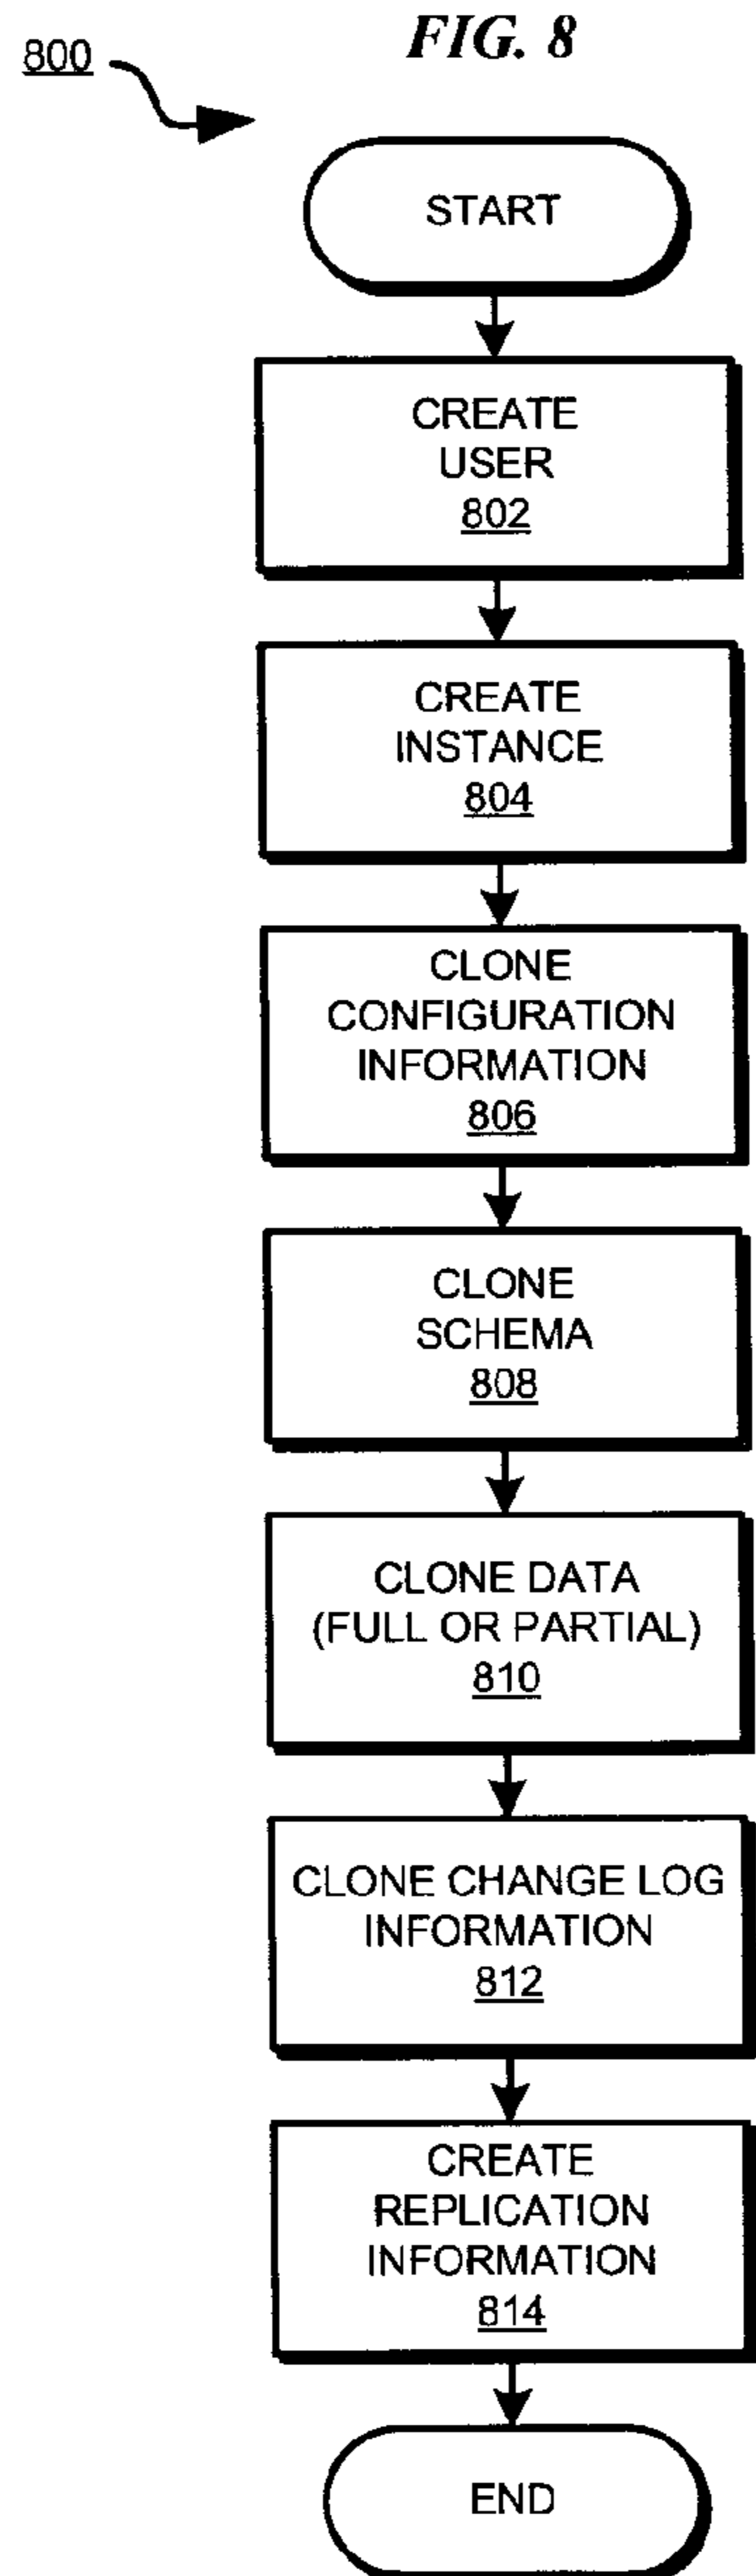 FIG. 8
800
START
CREATE
USER
802
CREATE
INSTANCE
804
CLONE
CONFIGURATION
INFORMATION
806
CLONE
SCHEMA
808
CLONE DATA
(FULL OR PARTIAL)
810
CLONE CHANGE LOG
INFORMATION
812
CREATE
REPLICATION
INFORMATION
814
END